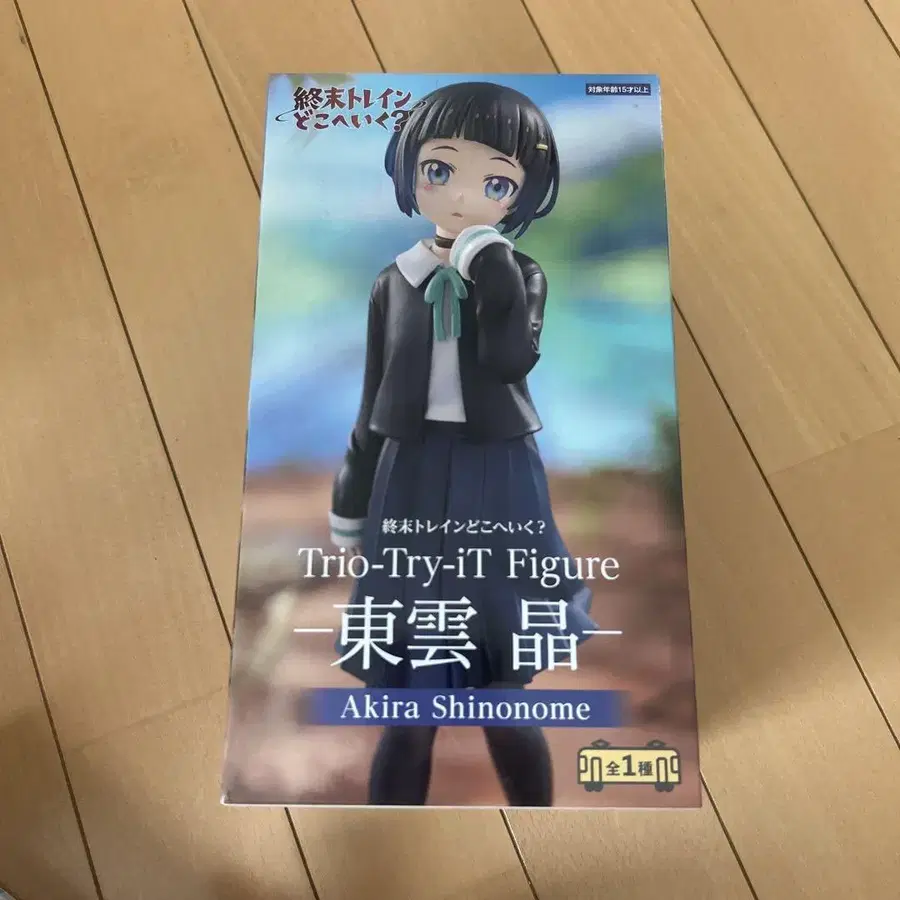 終末トレイン
どこへいく?
対象年齢15才以上
終末トレインどこへいく?
Trio-Try-iT Figure
—東雲 晶—
Akira Shinonome
全1種